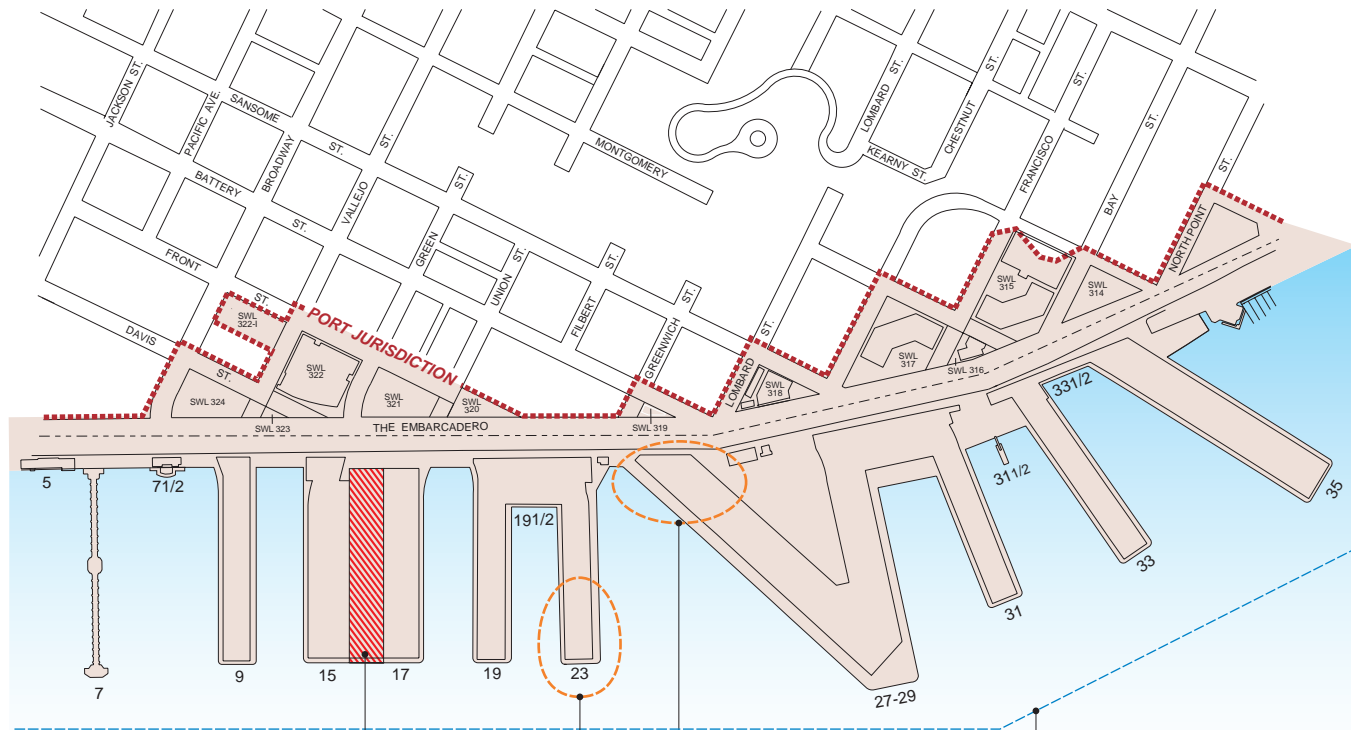 JACKSON ST.
PACIFIC AVE.
SANSOME
ST.
BROADWAY
BATTERY
ST.
VALLEJO
ST.
FRONT
ST.
GREEN
ST.
UNION
ST.
FILBERT
ST.
MONTGOMERY
GREENWICH
ST.
LOMBARD
ST.
LOMBARD
ST.
KEARNY ST.
CHESTNUT
ST.
FRANCISCO
ST.
BAY
ST.
NORTH POINT
ST.
DAVIS
ST.
PORT JURISDICTION
SWL
322-I
SWL
322
SWL 324
SWL 323
SWL
321
SWL
320
SWL 319
SWL
318
SWL
317
SWL 316
SWL
315
SWL
314
THE EMBARCADERO
5
71/2
7
9
15
17
19
191/2
23
27-29
31
311/2
33
331/2
35